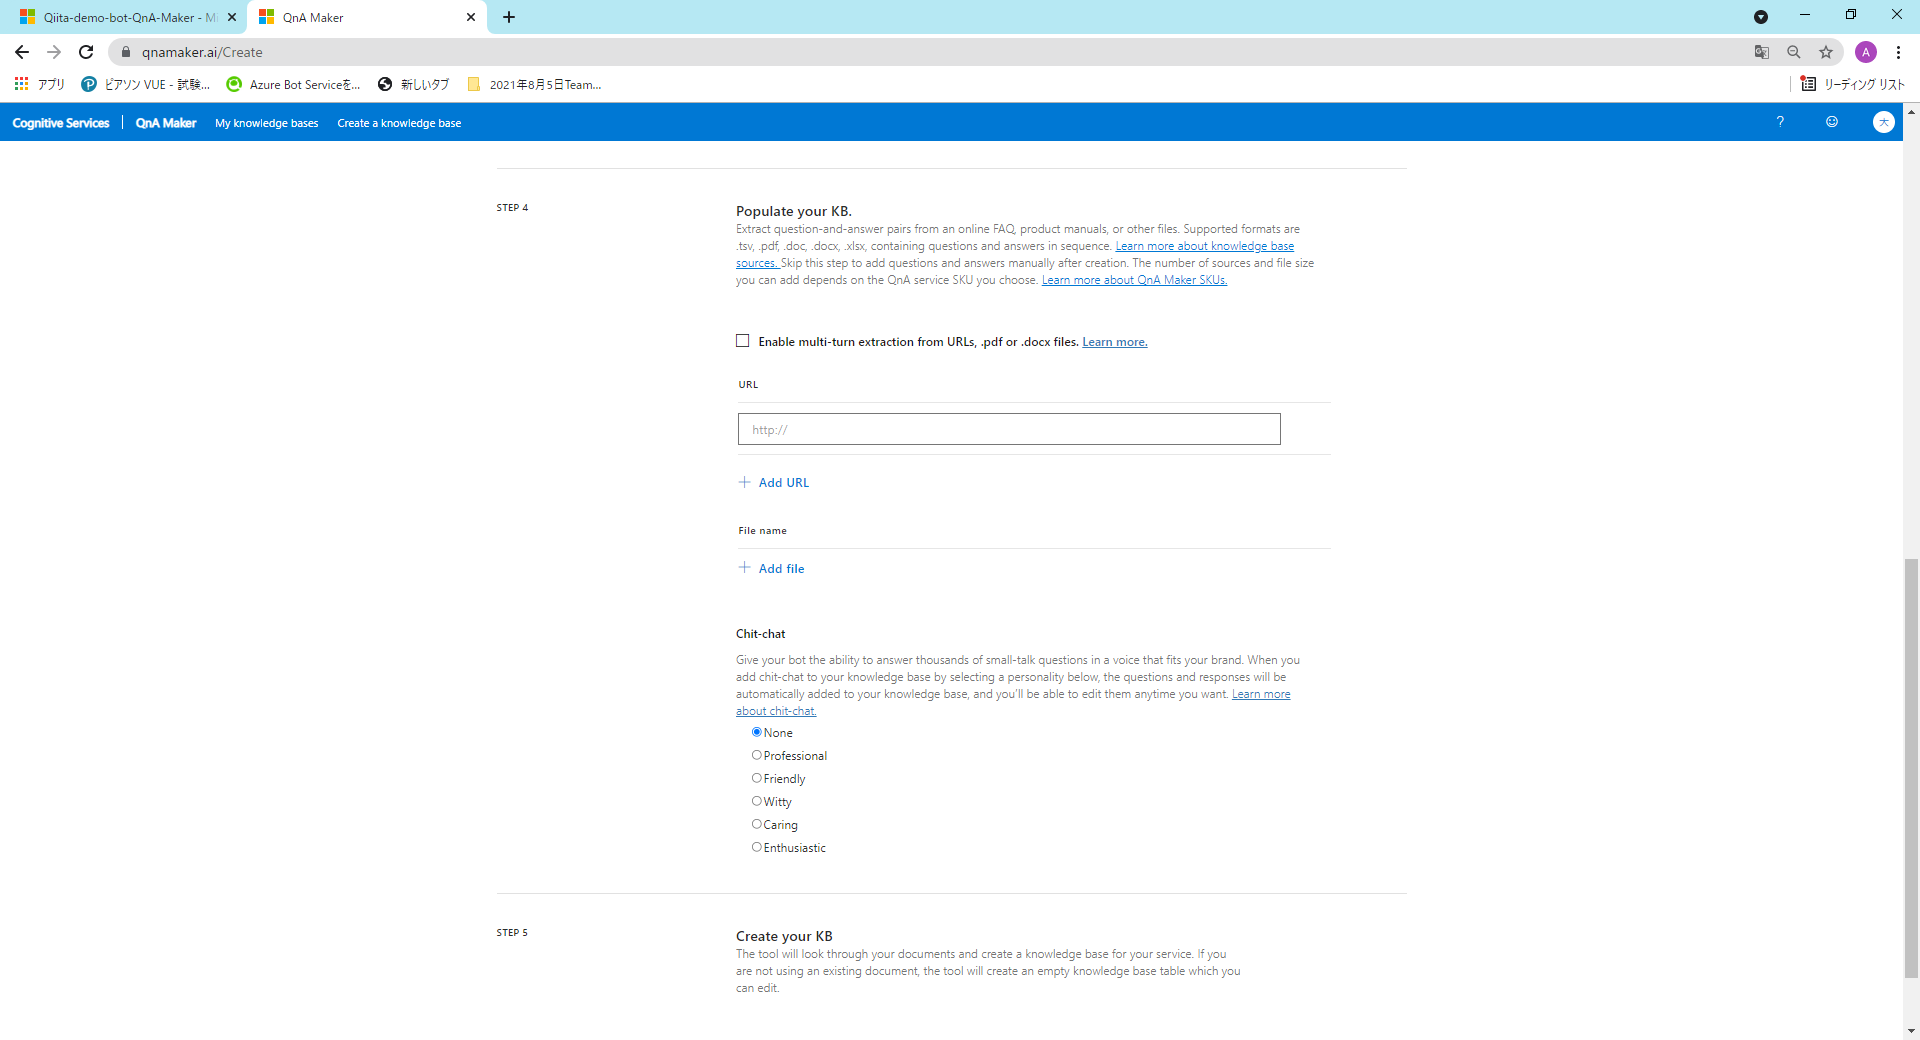 Qiita-demo-bot-QnA-Maker - Mi
QnA Maker
qnamaker.ai/Create
A
アプリ
ピアソン VUE - 試験...
Azure Bot Serviceを...
新しいタブ
2021年8月5日Team...
リーディング リスト
Cognitive Services
QnA Maker
My knowledge bases
Create a knowledge base
?
大
STEP 4
Populate your KB.
Extract question-and-answer pairs from an online FAQ, product manuals, or other files. Supported formats are
.tsv, .pdf, .doc, .docx, .xlsx, containing questions and answers in sequence. Learn more about knowledge base
sources. Skip this step to add questions and answers manually after creation. The number of sources and file size
you can add depends on the QnA service SKU you choose. Learn more about QnA Maker SKUs.
Enable multi-turn extraction from URLs, .pdf or .docx files. Learn more.
URL
http://
Add URL
File name
Add file
Chit-chat
Give your bot the ability to answer thousands of small-talk questions in a voice that fits your brand. When you
add chit-chat to your knowledge base by selecting a personality below, the questions and responses will be
automatically added to your knowledge base, and you'll be able to edit them anytime you want. Learn more
about chit-chat.
None
Professional
Friendly
Witty
Caring
Enthusiastic
STEP 5
Create your KB
The tool will look through your documents and create a knowledge base for your service. If you
are not using an existing document, the tool will create an empty knowledge base table which you
can edit.